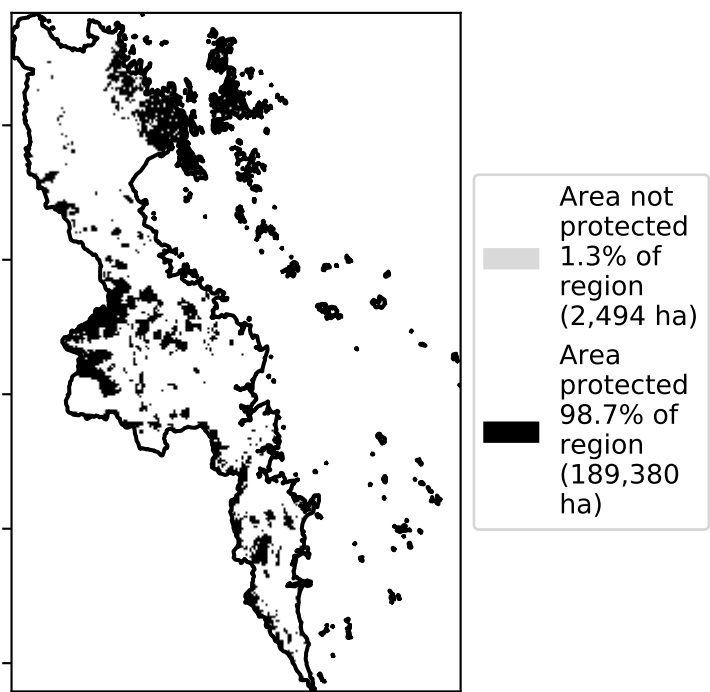 Area not
protected
1.3% of
region
(2,494 ha)
Area
protected
98.7% of
region
(189,380
ha)